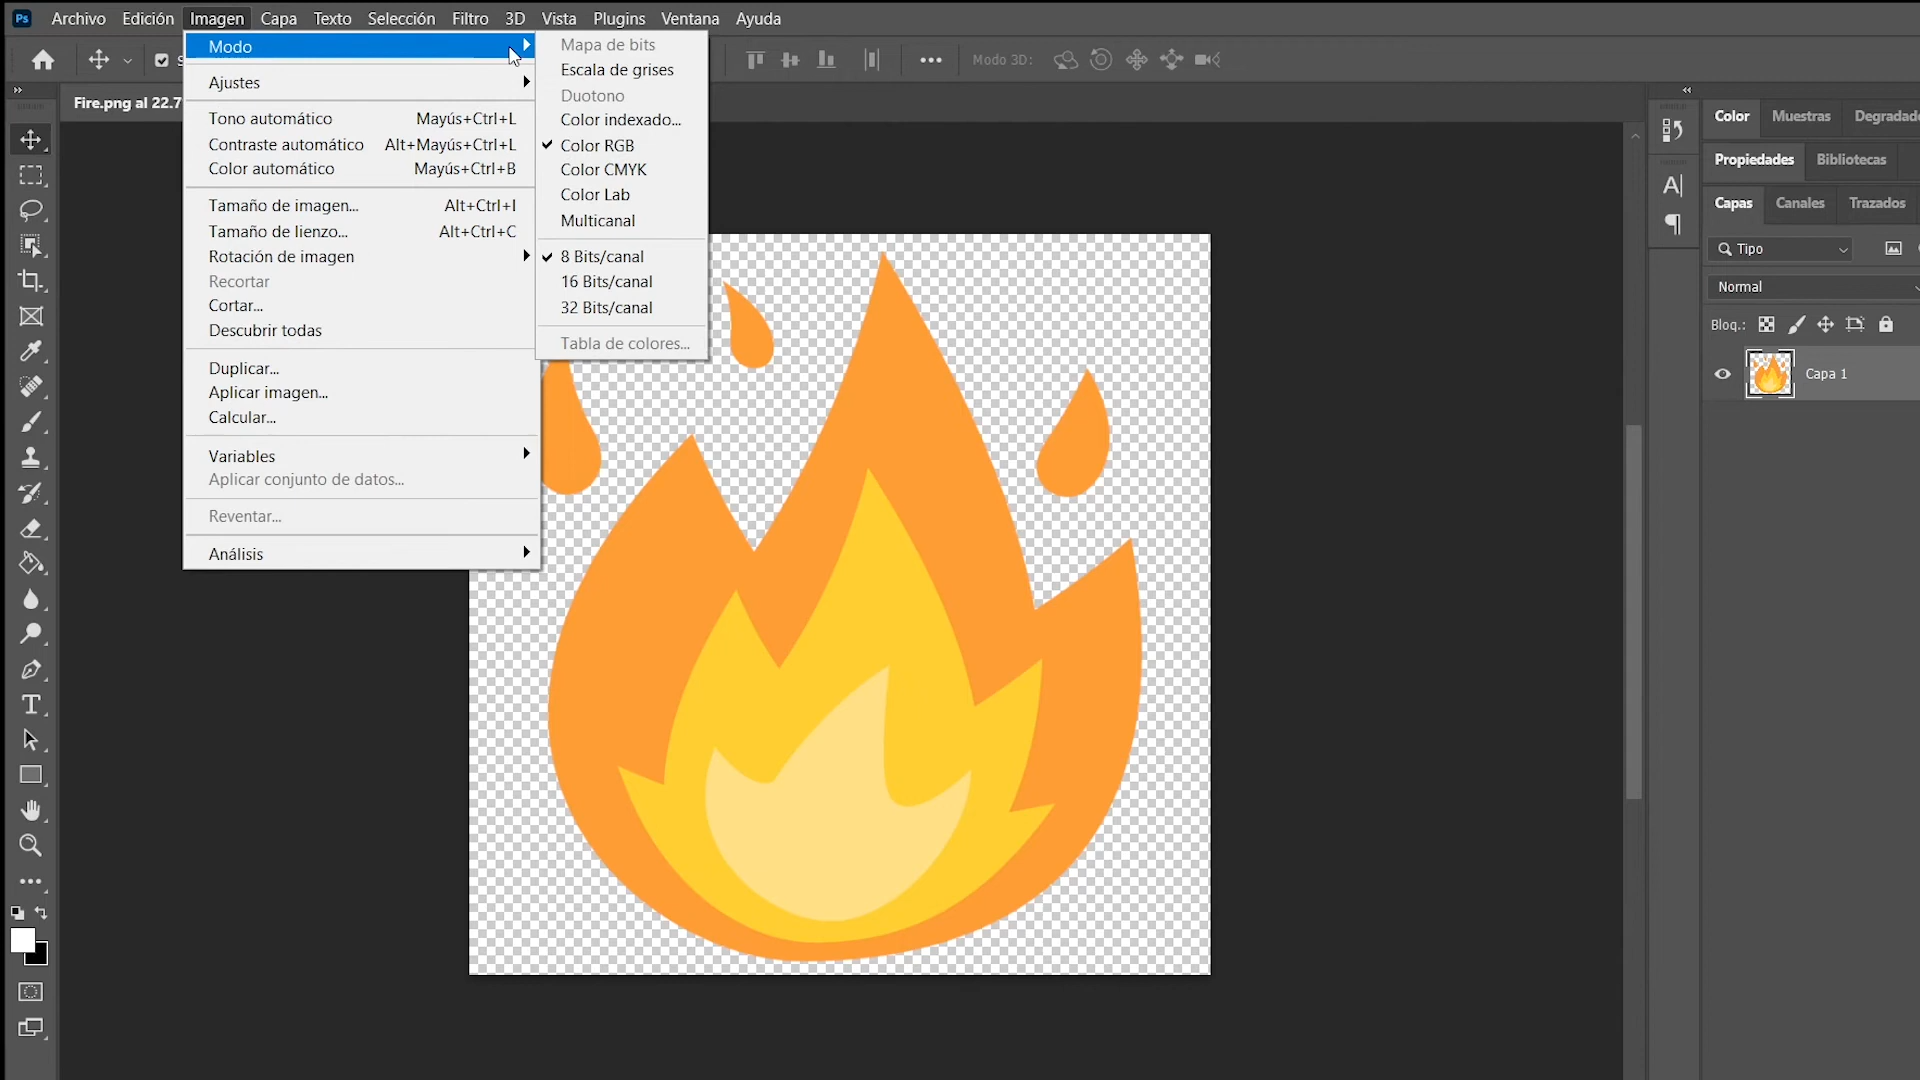 Ps Archivo Edición Imagen Capa Texto Selección Filtro 3D Vista Plugins Ventana Ayuda
Modo
Ajustes
Tono automático Mayús+Ctrl+L
Contraste automático Alt+Mayús+Ctrl+L
Color automático Mayús+Ctrl+B
Tamaño de imagen... Alt+Ctrl+I
Tamaño de lienzo... Alt+Ctrl+C
Rotación de imagen
Recortar
Cortar...
Descubrir todas
Duplicar...
Aplicar imagen...
Calcular...
Variables
Aplicar conjunto de datos...
Reventar...
Análisis
Mapa de bits
Escala de grises
Duotono
Color indexado...
Color RGB
Color CMYK
Color Lab
Multicanal
8 Bits/canal
16 Bits/canal
32 Bits/canal
Tabla de colores...
Modo 3D:
Fire.png al 22.7
Color Muestras
Propiedades Bibliotecas
Capas Canales Trazados
Tipo
Normal
Bloq.:
Capa 1